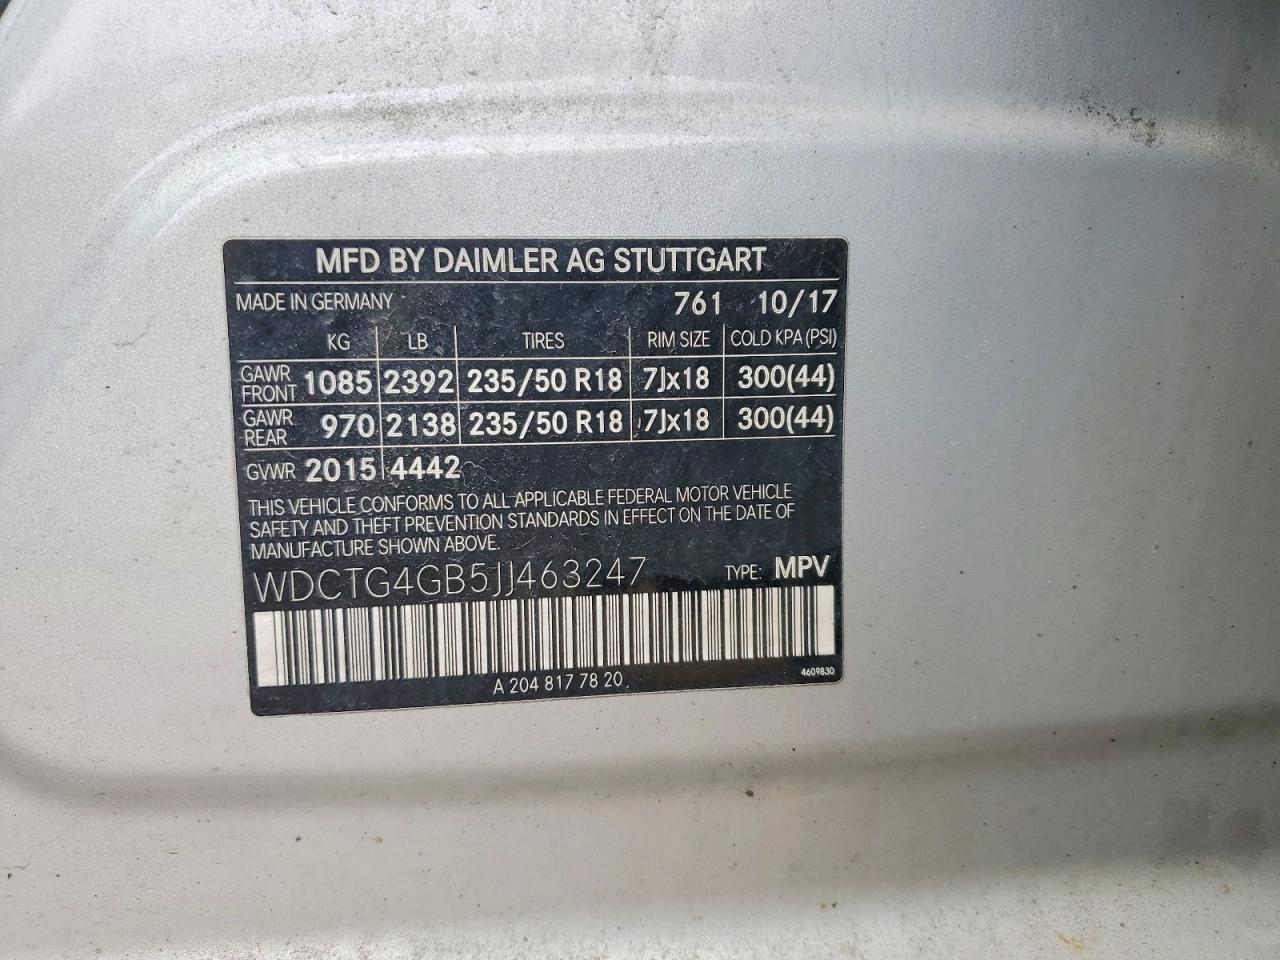 MFD BY DAIMLER AG STUTTGART
MADE IN GERMANY 761 10/17
KG LB TIRES RIM SIZE COLD KPA (PSI)
GAWR FRONT 1085 2392 235/50 R18 7Jx18 300(44)
GAWR REAR 970 2138 235/50 R18 7Jx18 300(44)
GVWR 2015 4442
THIS VEHICLE CONFORMS TO ALL APPLICABLE FEDERAL MOTOR VEHICLE
SAFETY AND THEFT PREVENTION STANDARDS IN EFFECT ON THE DATE OF
MANUFACTURE SHOWN ABOVE.
WDCTG4GB5JJ463247 TYPE: MPV
A 204 817 78 20 4609830